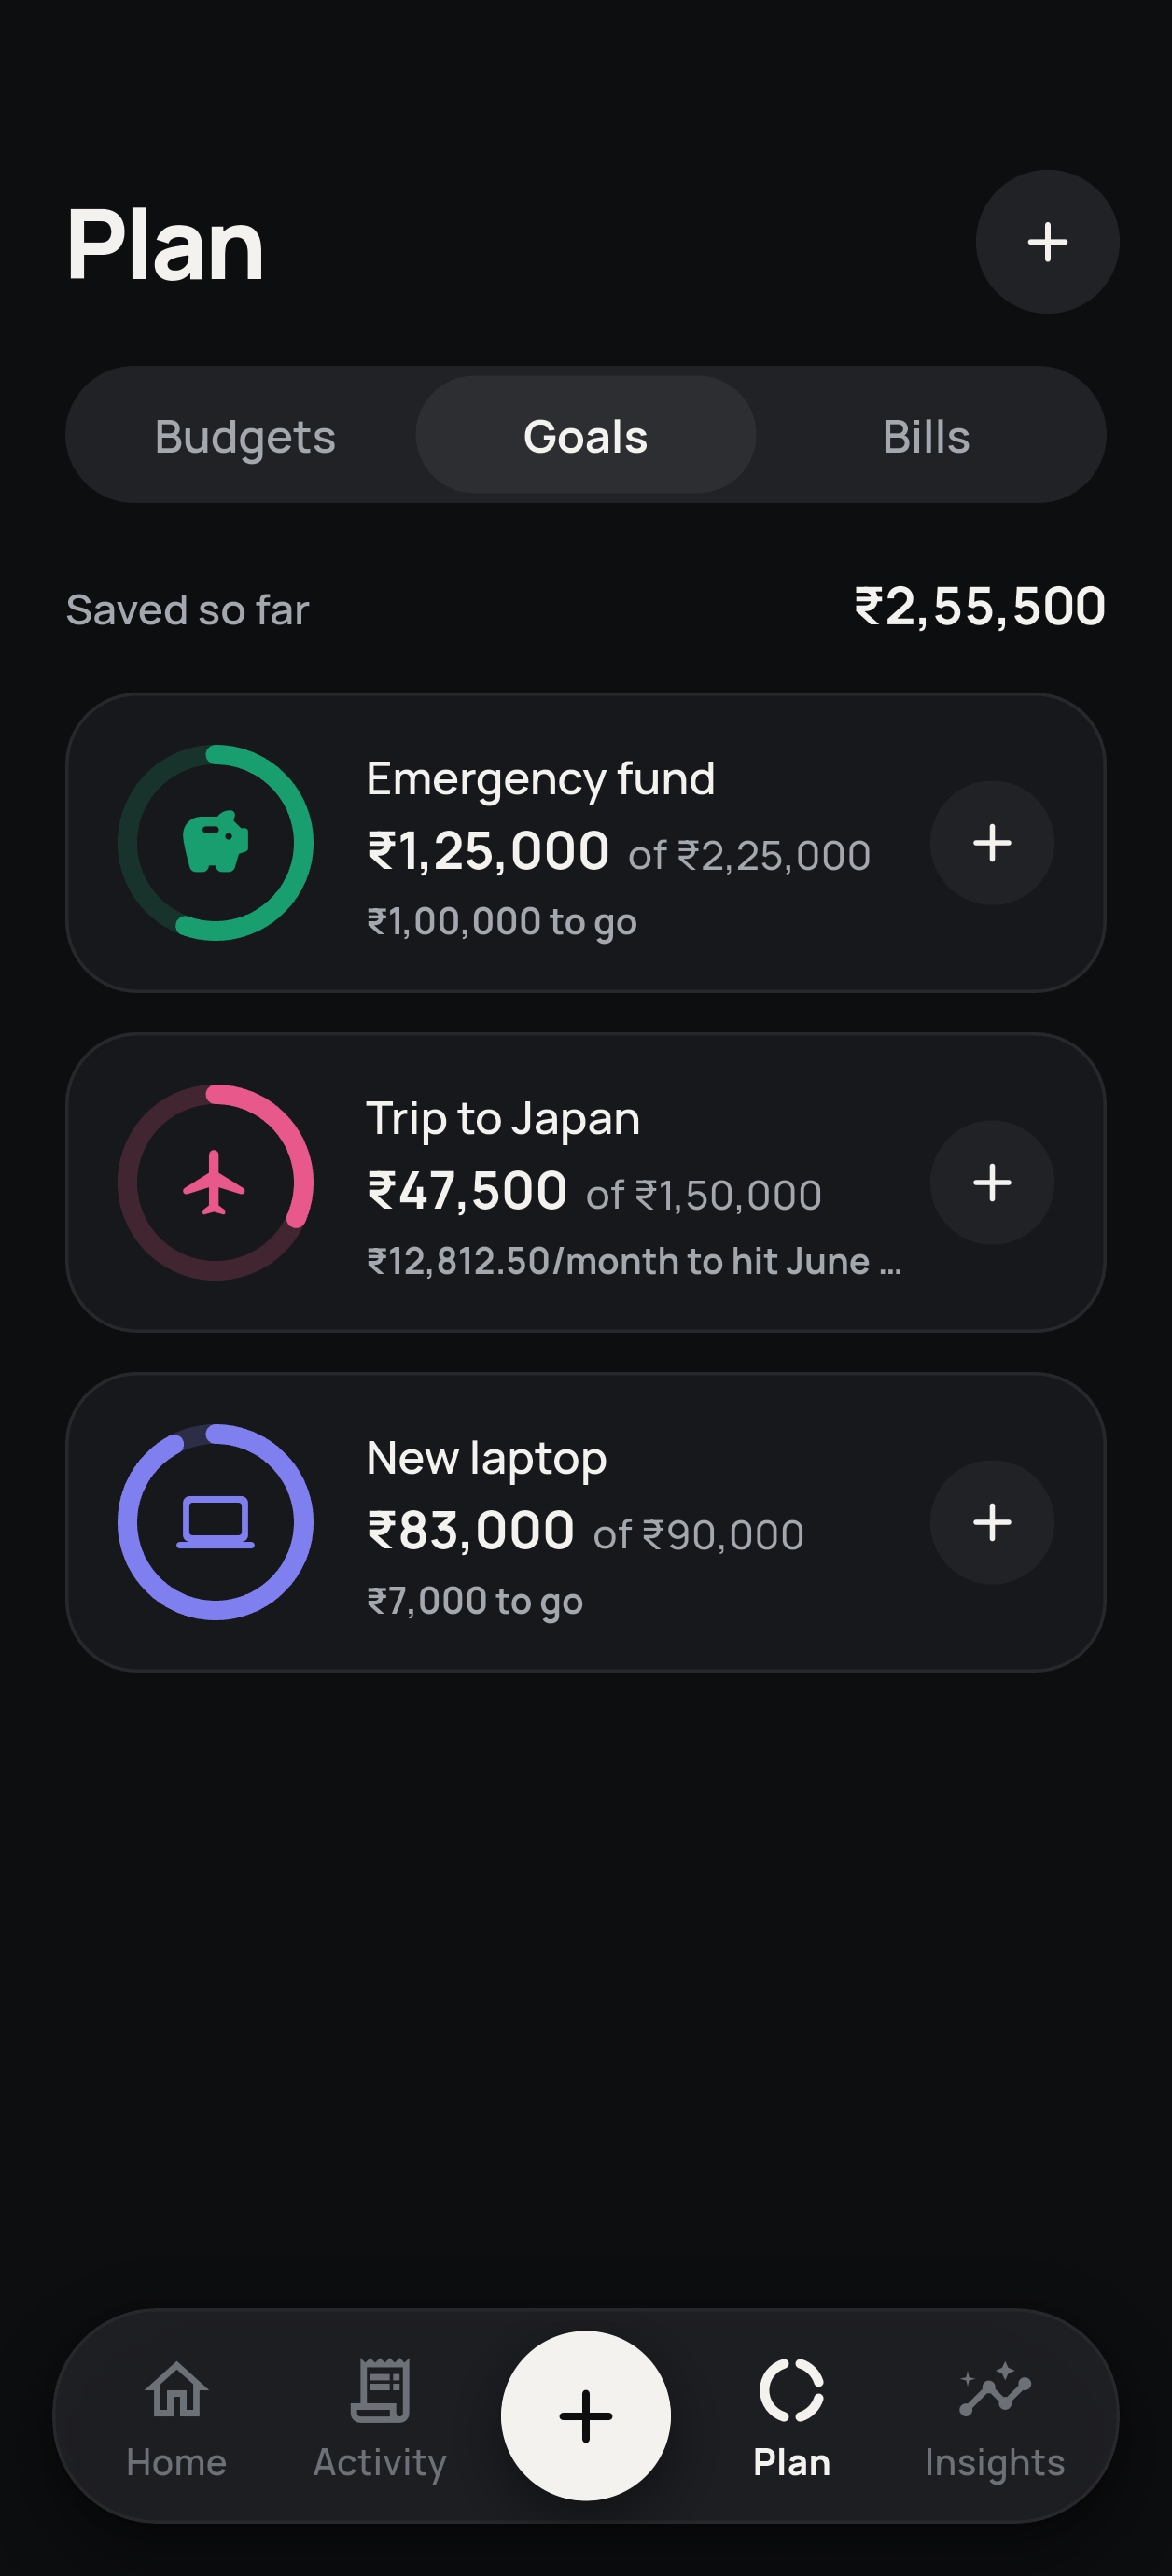 Plan
Budgets Goals Bills
Saved so far ₹2,55,500
Emergency fund
₹1,25,000 of ₹2,25,000
₹1,00,000 to go
Trip to Japan
₹47,500 of ₹1,50,000
₹12,812.50/month to hit June ...
New laptop
₹83,000 of ₹90,000
₹7,000 to go
Home Activity Plan Insights